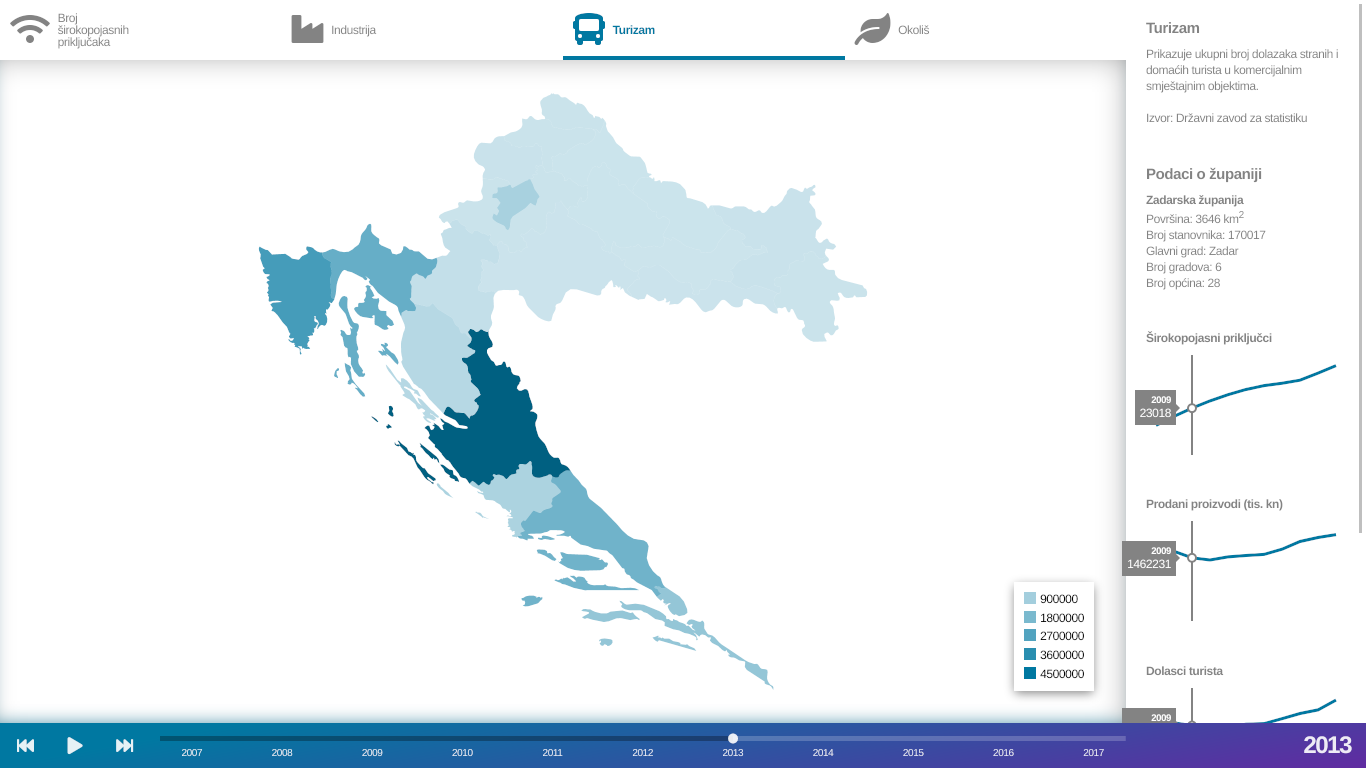 Broj
širokopojasnih
priključaka
Industrija
Turizam
Okoliš
Turizam
Prikazuje ukupni broj dolazaka stranih i
domaćih turista u komercijalnim
smještajnim objektima.
Izvor: Državni zavod za statistiku
Podaci o županiji
Zadarska županija
Površina: 3646 km2
Broj stanovnika: 170017
Glavni grad: Zadar
Broj gradova: 6
Broj općina: 28
Širokopojasni priključci
2009
23018
Prodani proizvodi (tis. kn)
2009
1462231
Dolasci turista
2009
900000
1800000
2700000
3600000
4500000
2007 2008 2009 2010 2011 2012 2013 2014 2015 2016 2017
2013